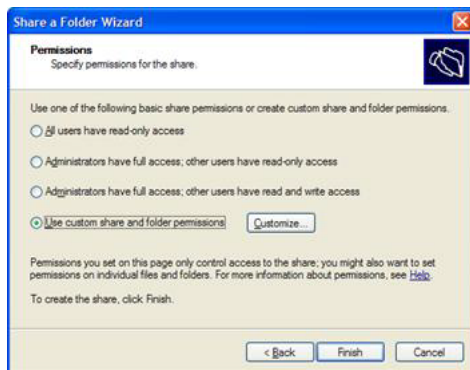 Share a Folder Wizard
Permissions
Specify permissions for the share.
Use one of the following basic share permissions or create custom share and folder permissions.
All users have read-only access
Administrators have full access; other users have read-only access
Administrators have full access; other users have read and write access
Use custom share and folder permissions
Customize...
Permissions you set on this page only control access to the share; you might also want to set
permissions on individual files and folders. For more information about permissions, see Help.
To create the share, click Finish.
< Back
Finish
Cancel